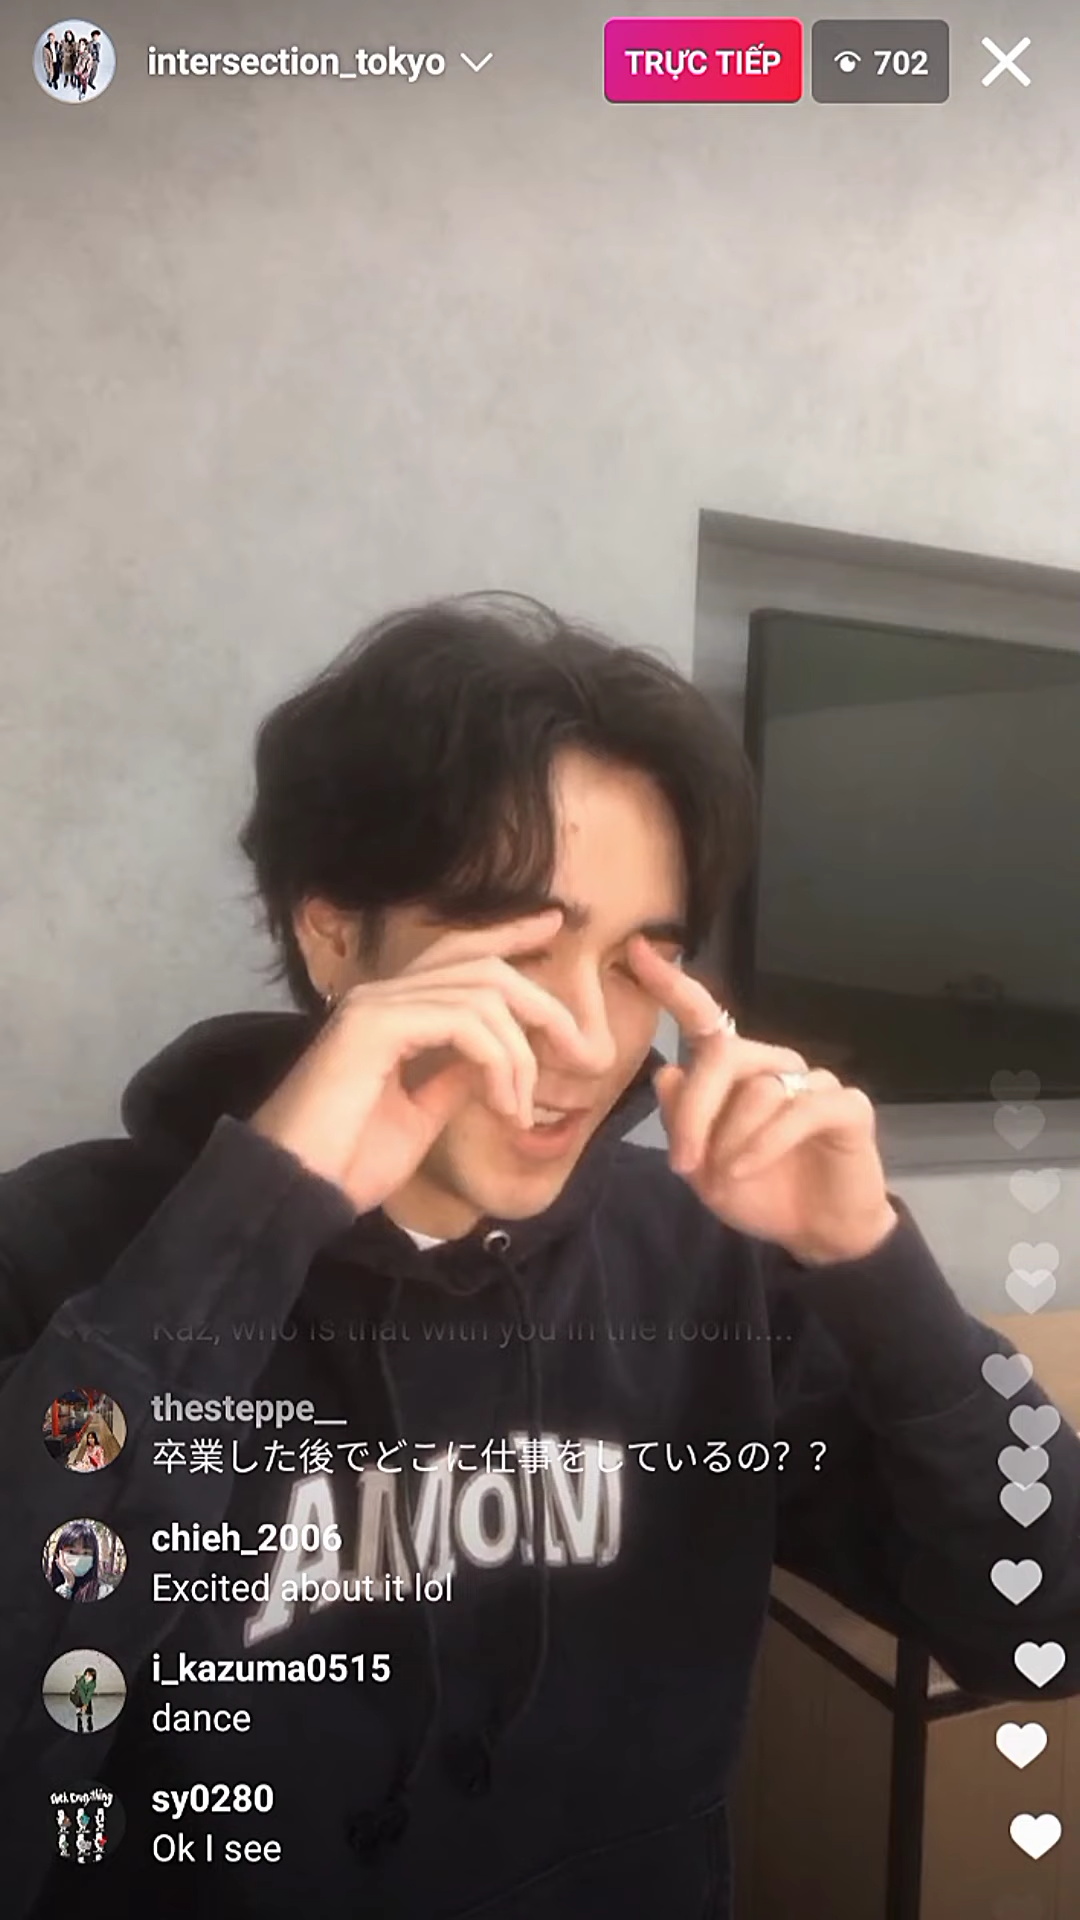 intersection_tokyo
TRỰC TIẾP
702
Kaz, who is that with you in the room....
thesteppe__
卒業した後でどこに仕事をしているの？？
AMON
chieh_2006
Excited about it lol
i_kazuma0515
dance
sy0280
Ok I see